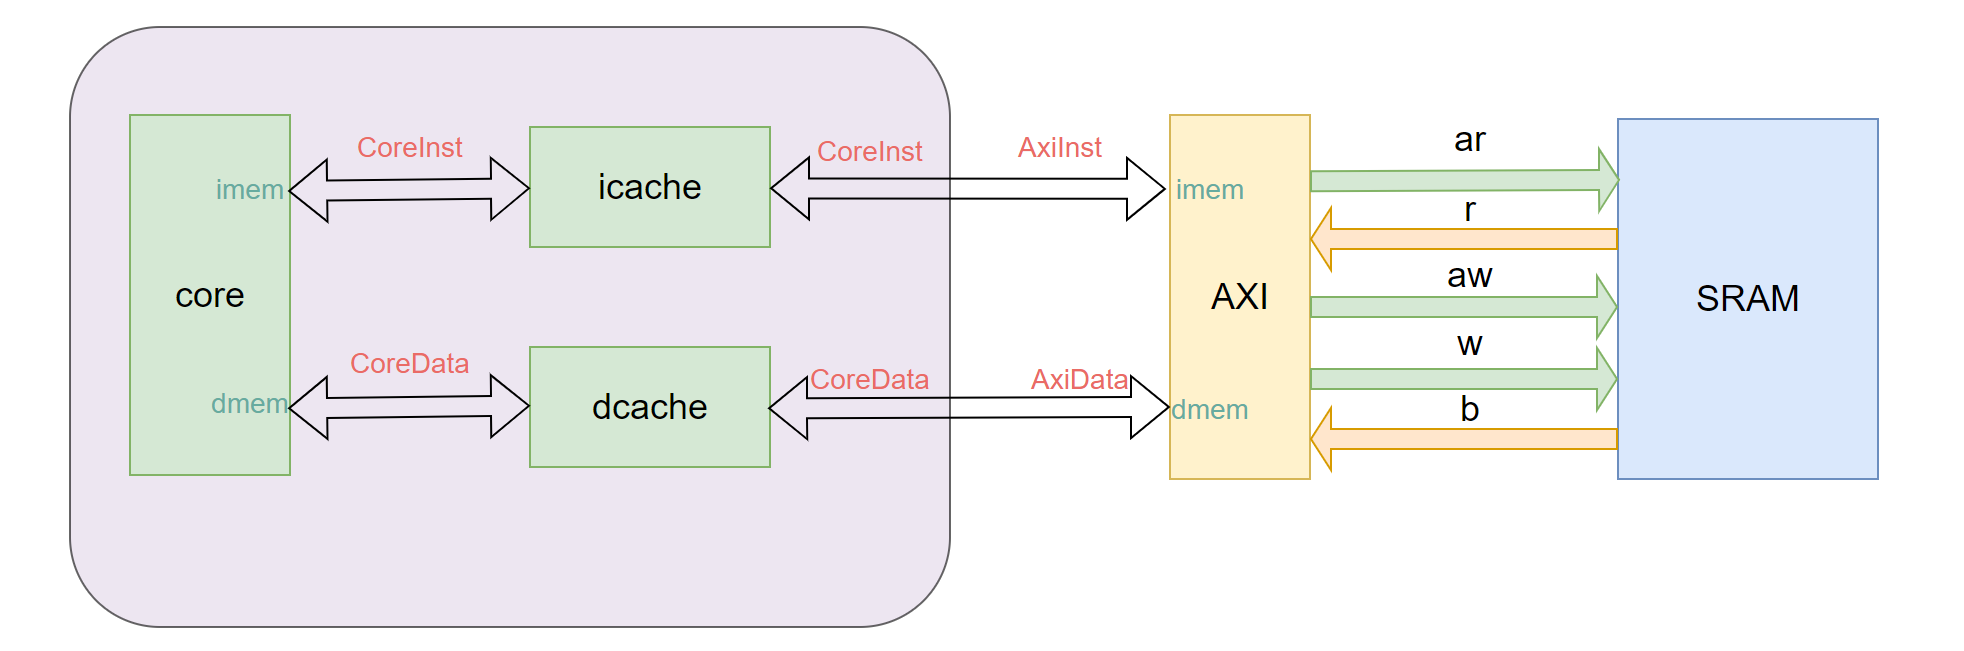 CoreInst
imem
icache
CoreInst
AxiInst
imem
core
CoreData
dmem
dcache
CoreData
AxiData
dmem
AXI
ar
r
aw
w
b
SRAM